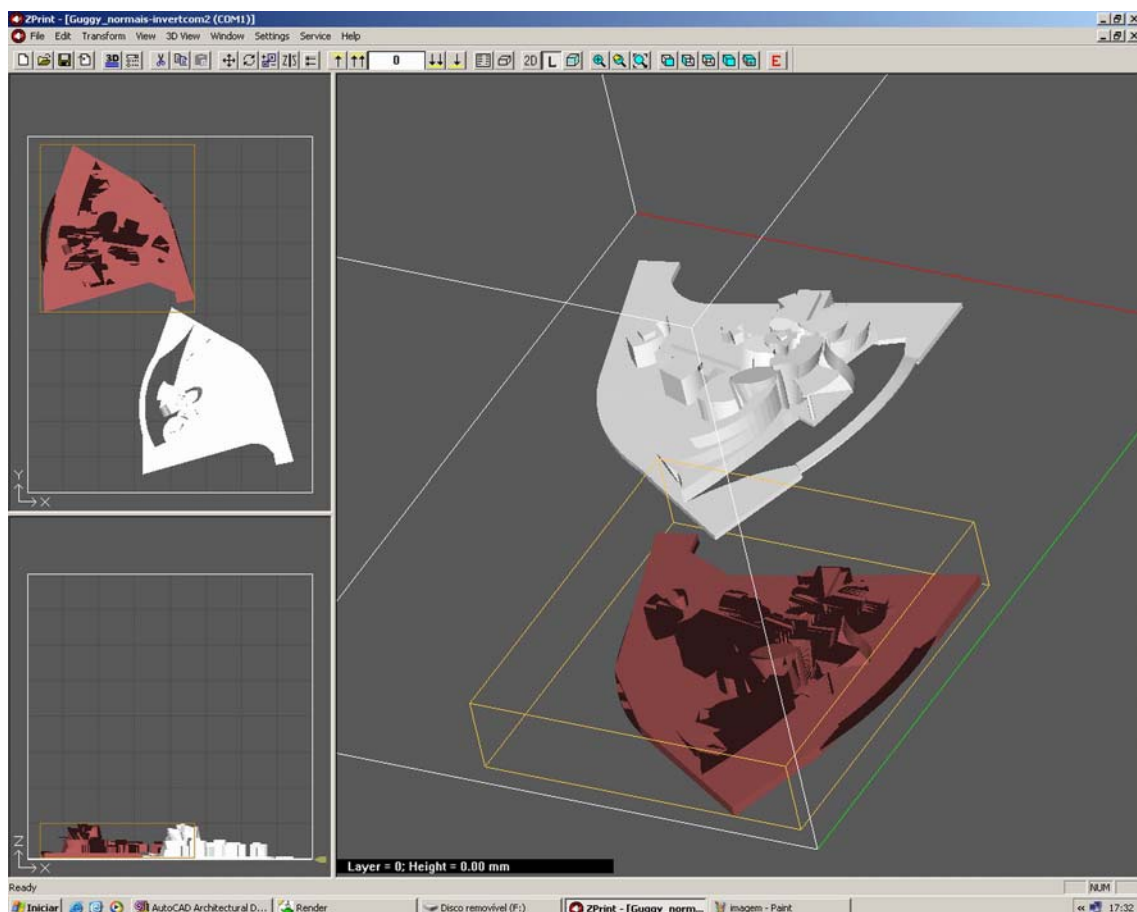 ZPrint - [Guggy_normais-invertcom2 (COM1)]
File Edit Transform View 3D View Window Settings Service Help
3D Z|S 0 2D L E
Y
X
Z
X
Layer = 0; Height = 0.00 mm
Ready
NUM
Iniciar AutoCAD Architectural D... Render Disco removível (F:) ZPrint - [Guggy_norm... imagem - Paint « 17:32